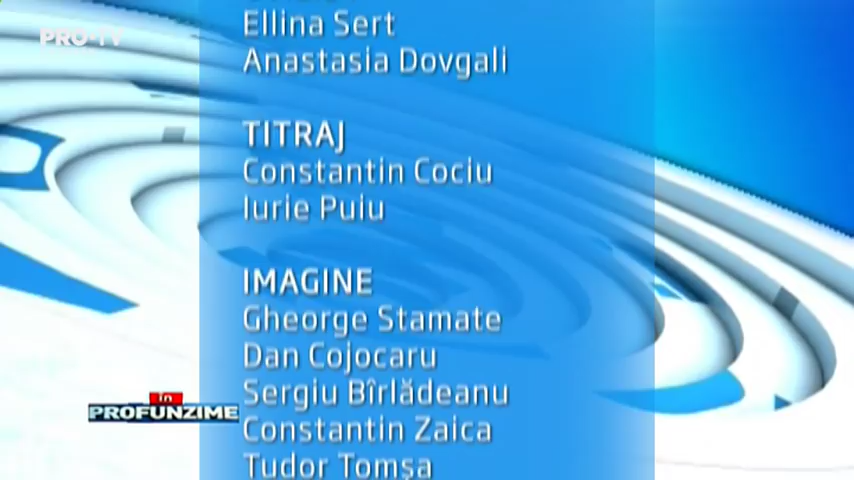 PRO·TV
Ellina Sert
Anastasia Dovgali
TITRAJ
Constantin Cociu
Iurie Puiu
IMAGINE
Gheorge Stamate
Dan Cojocaru
Sergiu Bîrlădeanu
Constantin Zaica
Tudor Tomșa
în
PROFUNZIME